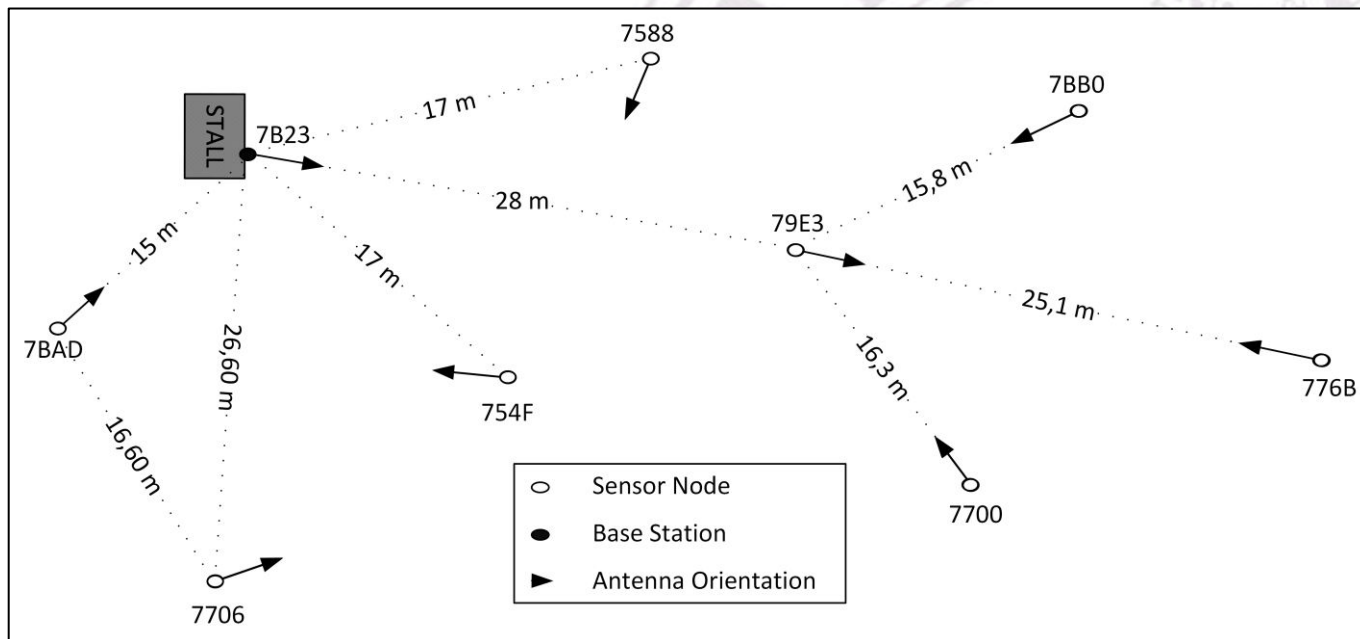 7588
7BB0
STALL
17 m
7B23
15,8 m
28 m
79E3
15 m
17 m
25,1 m
7BAD
26,60 m
16,3 m
776B
754F
16,60 m
7700
Sensor Node
Base Station
Antenna Orientation
7706